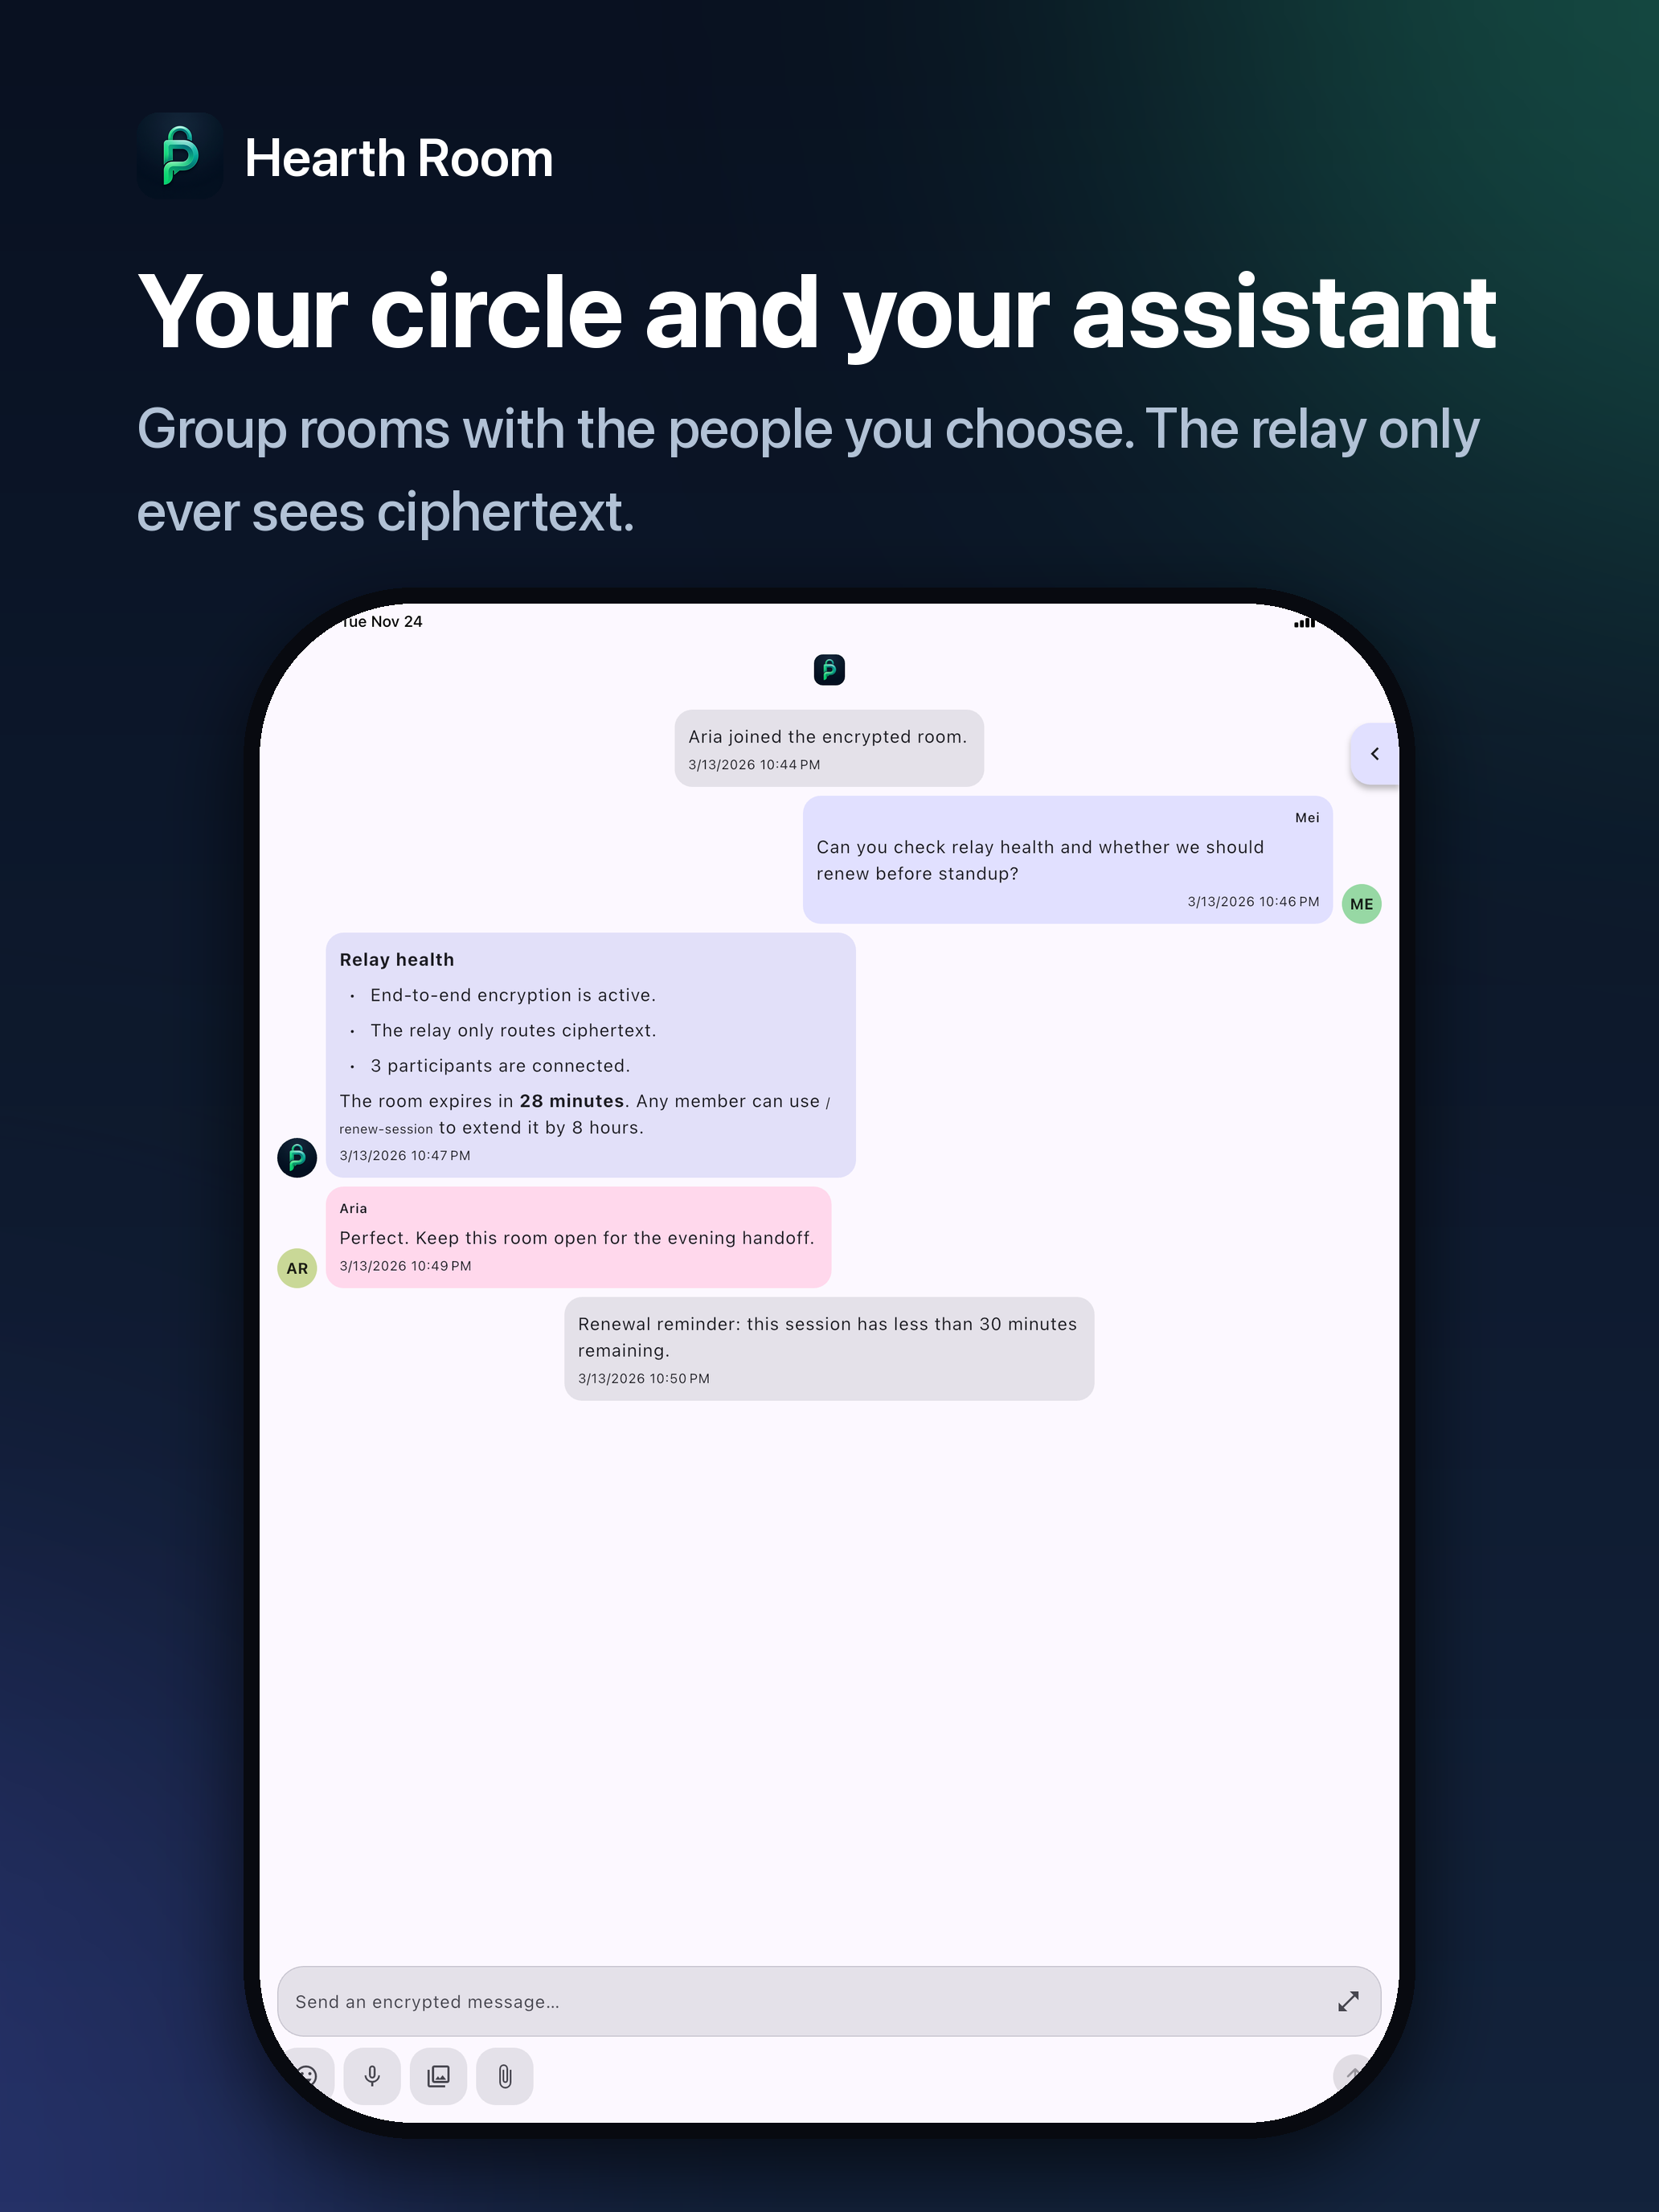 Hearth Room
Your circle and your assistant
Group rooms with the people you choose. The relay only
ever sees ciphertext.
Tue Nov 24
Aria joined the encrypted room.
3/13/2026 10:44 PM
Mei
Can you check relay health and whether we should
renew before standup?
3/13/2026 10:46 PM
ME
Relay health
• End-to-end encryption is active.
• The relay only routes ciphertext.
• 3 participants are connected.
The room expires in 28 minutes. Any member can use /
renew-session to extend it by 8 hours.
3/13/2026 10:47 PM
Aria
Perfect. Keep this room open for the evening handoff.
3/13/2026 10:49 PM
AR
Renewal reminder: this session has less than 30 minutes
remaining.
3/13/2026 10:50 PM
Send an encrypted message...